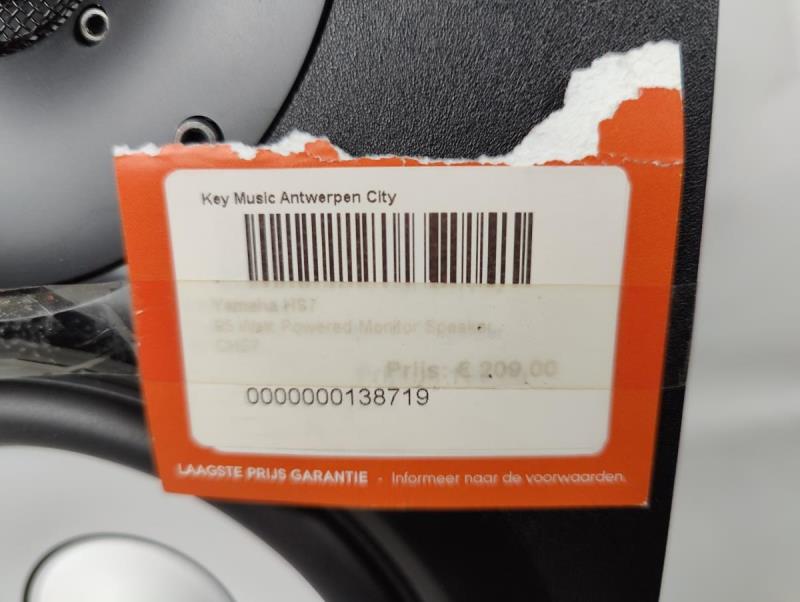 Key Music Antwerpen City
Yamaha HS7
95 Watt Powered Monitor Speaker
Prijs: € 209,00
0000000138719
LAAGSTE PRIJS GARANTIE - Informeer naar de voorwaarden.